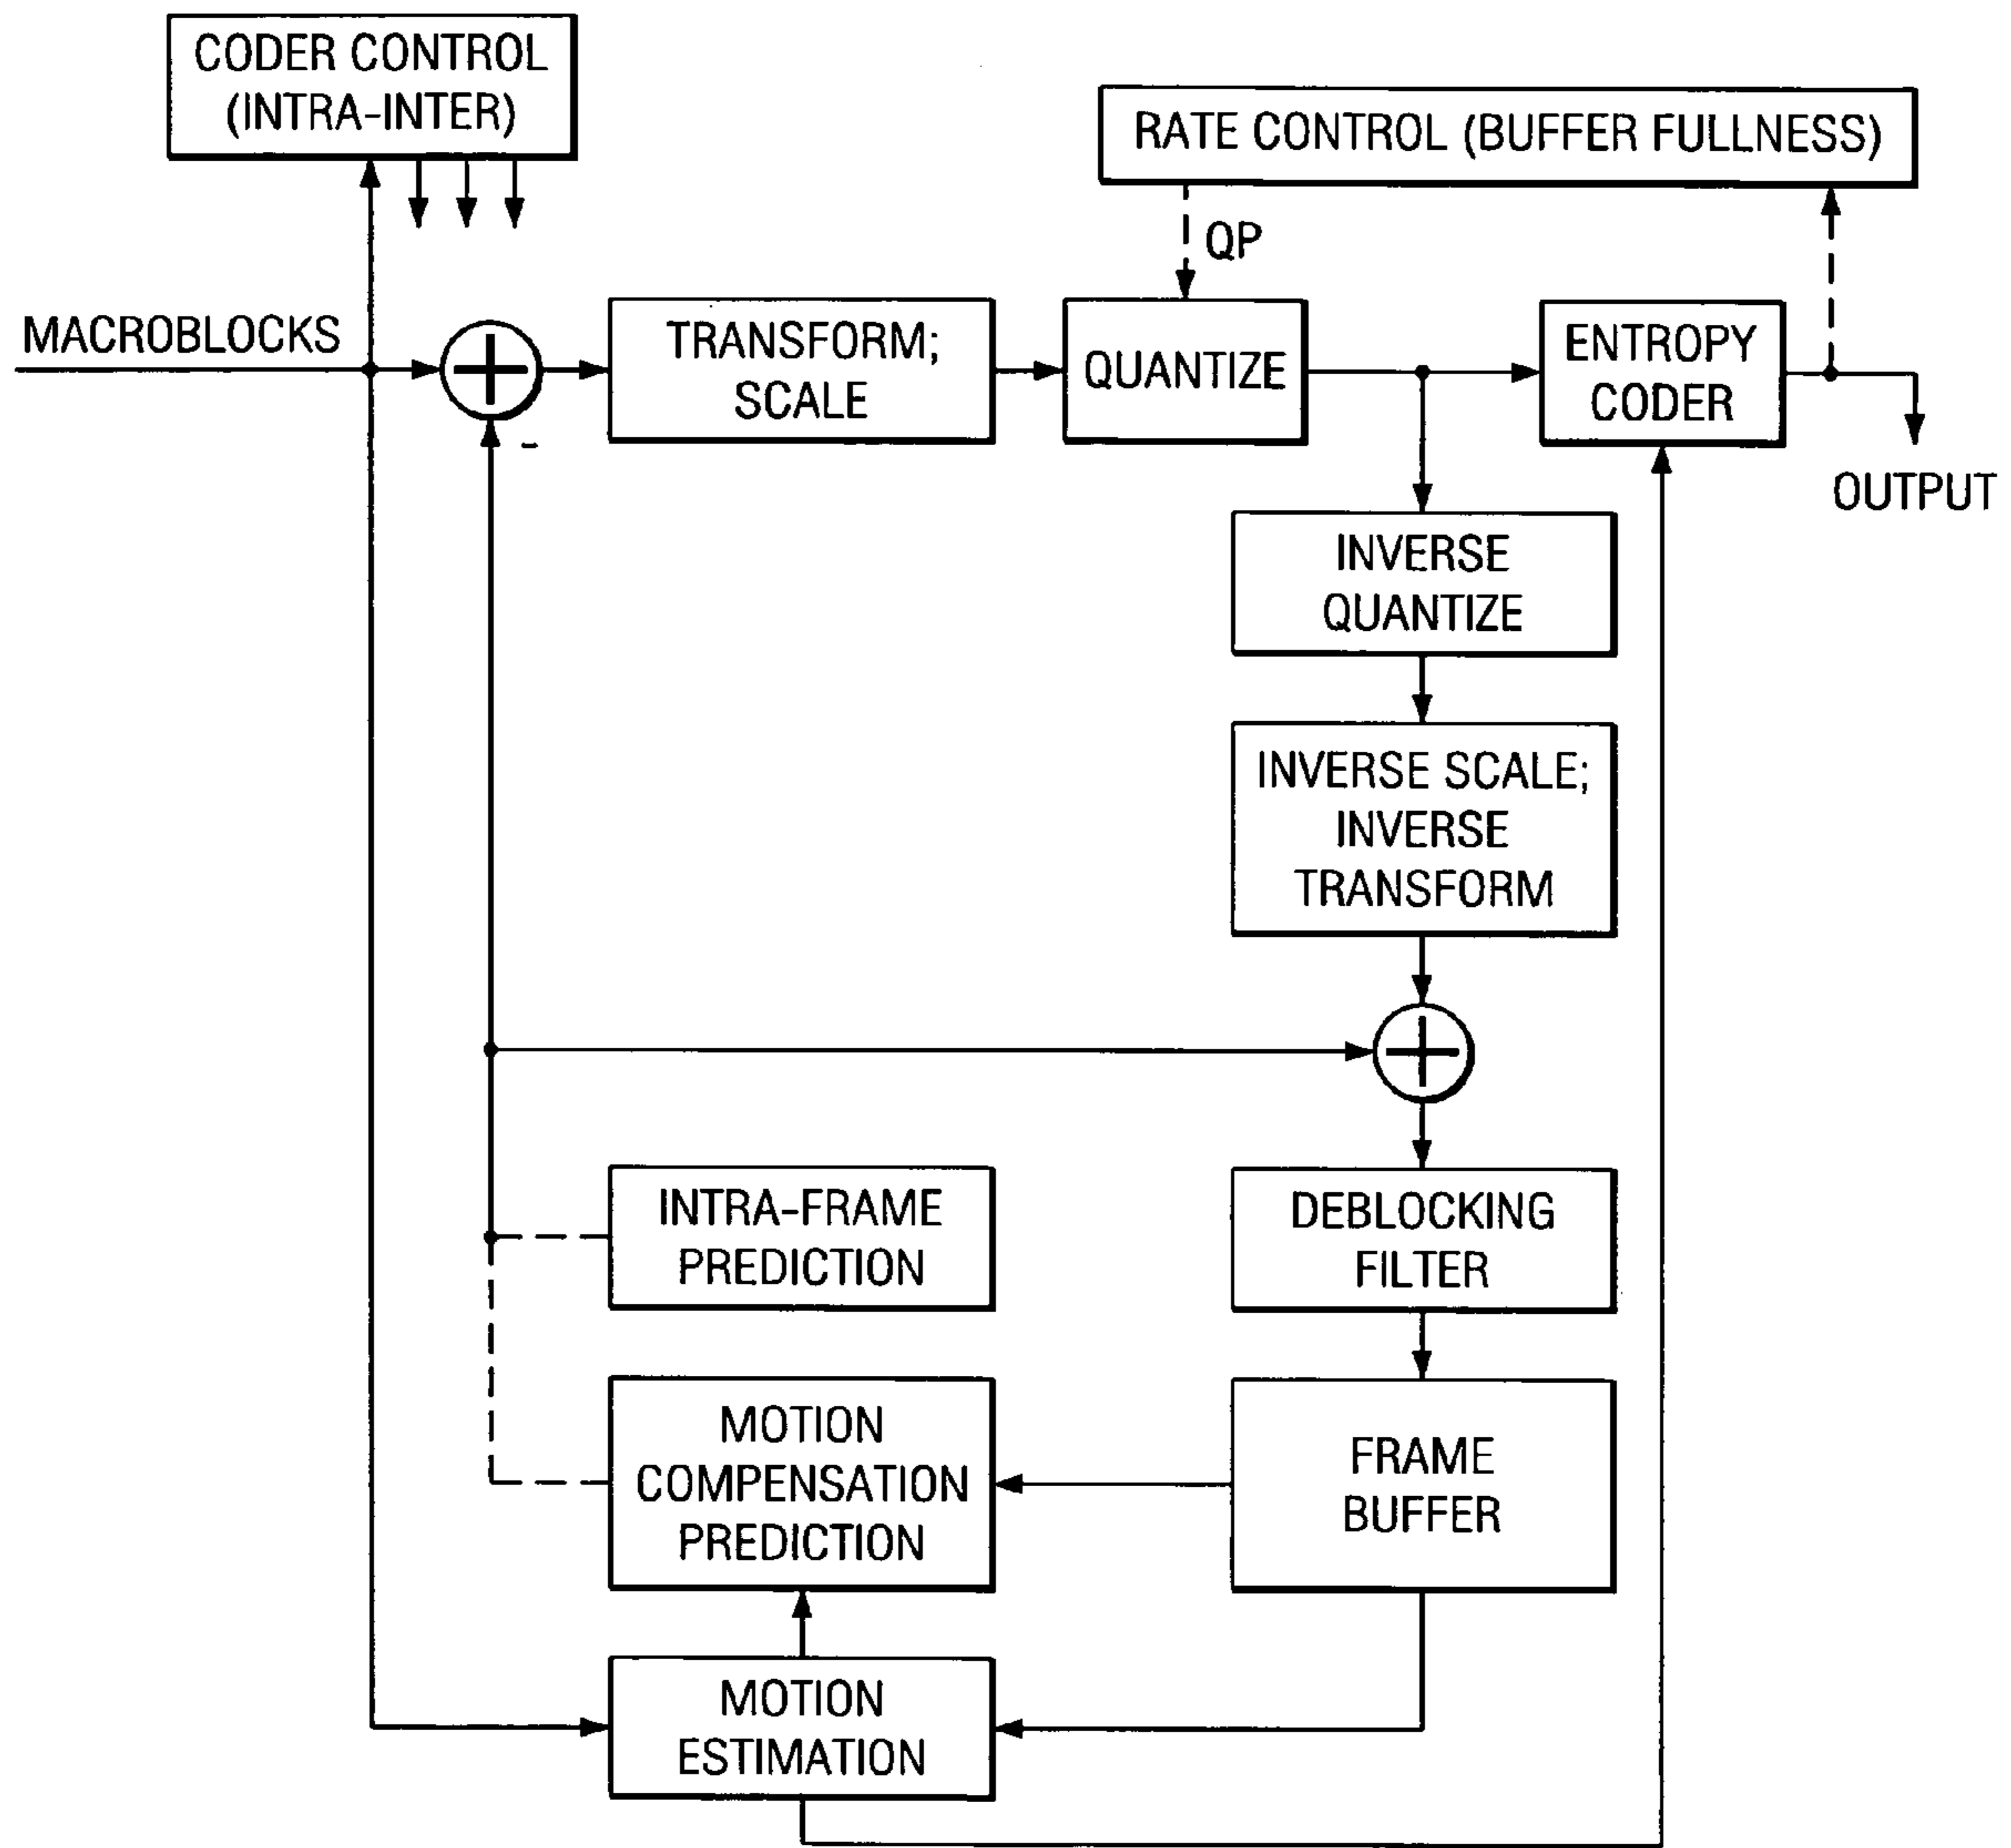 CODER CONTROL
(INTRA-INTER)
RATE CONTROL (BUFFER FULLNESS)
QP
MACROBLOCKS
+
-
TRANSFORM;
SCALE
QUANTIZE
ENTROPY
CODER
OUTPUT
INVERSE
QUANTIZE
INVERSE SCALE;
INVERSE
TRANSFORM
+
INTRA-FRAME
PREDICTION
DEBLOCKING
FILTER
MOTION
COMPENSATION
PREDICTION
FRAME
BUFFER
MOTION
ESTIMATION